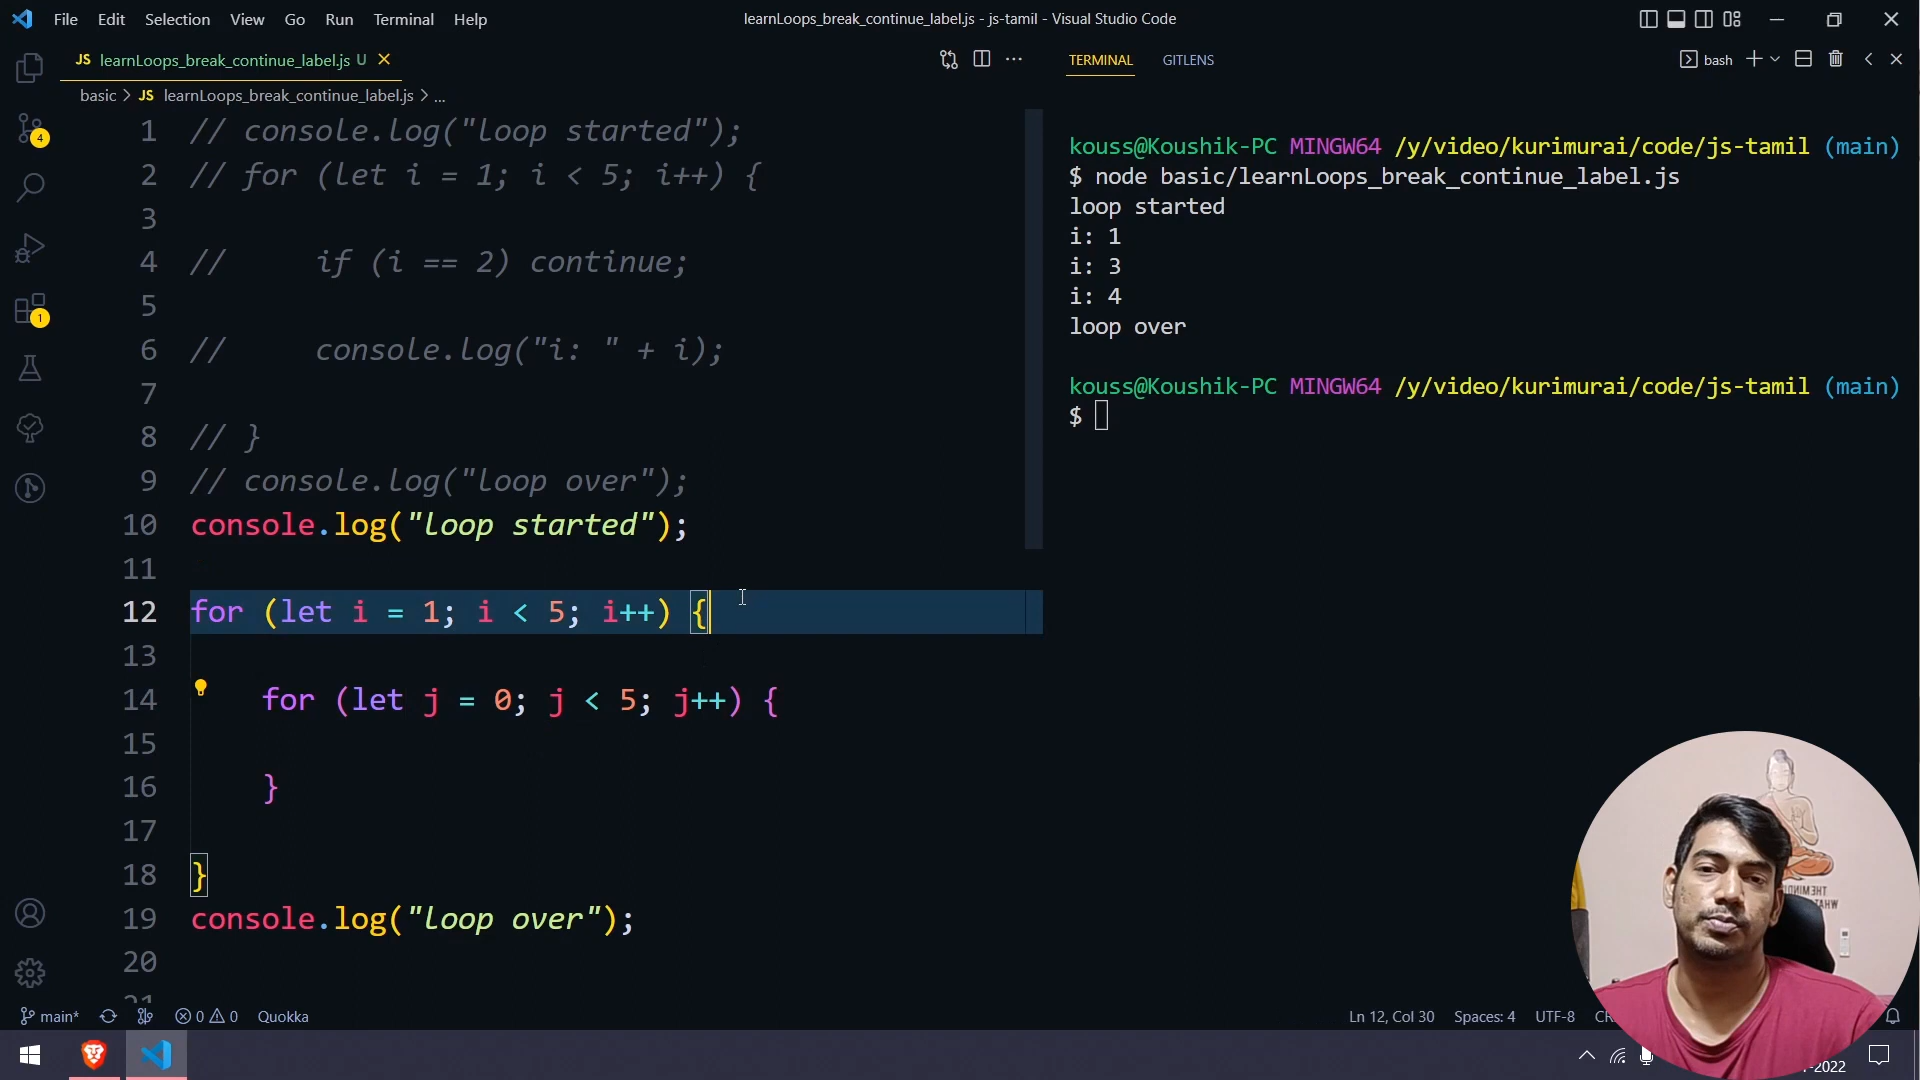 File Edit Selection View Go Run Terminal Help
learnLoops_break_continue_label.js - js-tamil - Visual Studio Code
JS learnLoops_break_continue_label.js U
basic > JS learnLoops_break_continue_label.js > ...
1 // console.log("loop started");
2 // for (let i = 1; i < 5; i++) {
3
4 //     if (i == 2) continue;
5
6 //     console.log("i: " + i);
7
8 // }
9 // console.log("loop over");
10 console.log("loop started");
11
12 for (let i = 1; i < 5; i++) {
13
14     for (let j = 0; j < 5; j++) {
15
16     }
17
18 }
19 console.log("loop over");
20
21
TERMINAL GITLENS
bash
kouss@Koushik-PC MINGW64 /y/video/kurimurai/code/js-tamil (main)
$ node basic/learnLoops_break_continue_label.js
loop started
i: 1
i: 3
i: 4
loop over
kouss@Koushik-PC MINGW64 /y/video/kurimurai/code/js-tamil (main)
$
4
1
main* 0 0 Quokka
Ln 12, Col 30 Spaces: 4 UTF-8
-2022